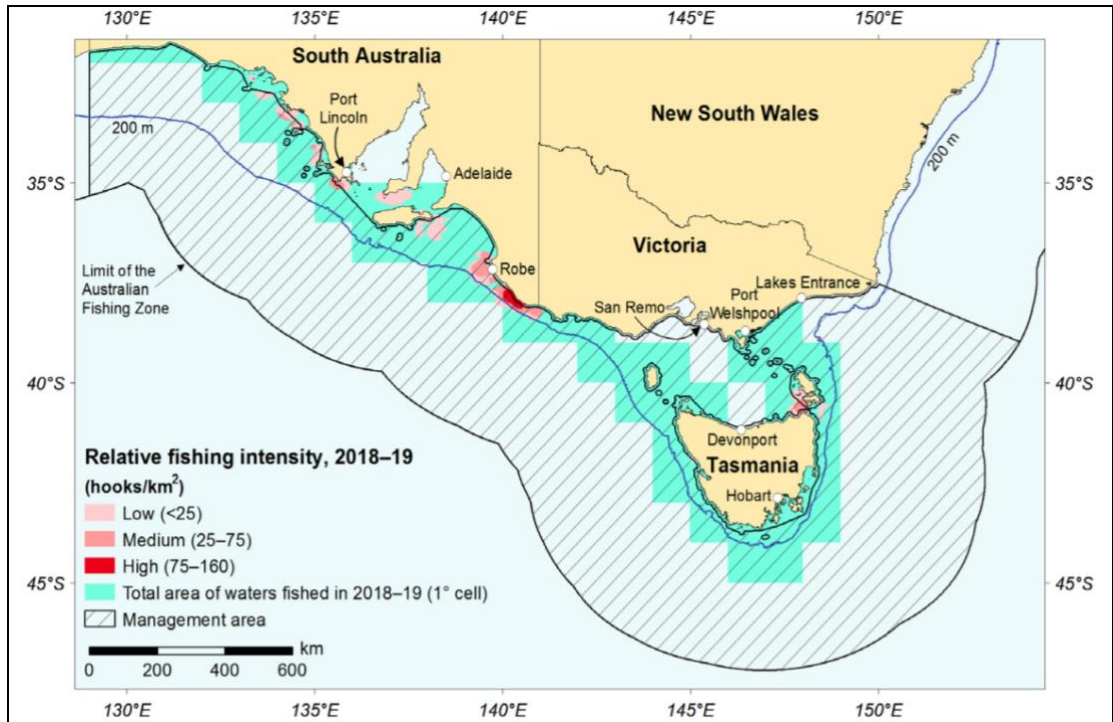 130°E 135°E 140°E 145°E 150°E
South Australia
Port
Lincoln
New South Wales
200 m
200 m
35°S
Adelaide
35°S
Victoria
Robe
Lakes Entrance
Limit of the
Australian
Fishing Zone
San Remo
Port
Welshpool
40°S
40°S
Devonport
Tasmania
Hobart
Relative fishing intensity, 2018–19
(hooks/km²)
Low (<25)
Medium (25–75)
High (75–160)
45°S
45°S
Total area of waters fished in 2018–19 (1° cell)
Management area
km
0 200 400 600
130°E 135°E 140°E 145°E 150°E